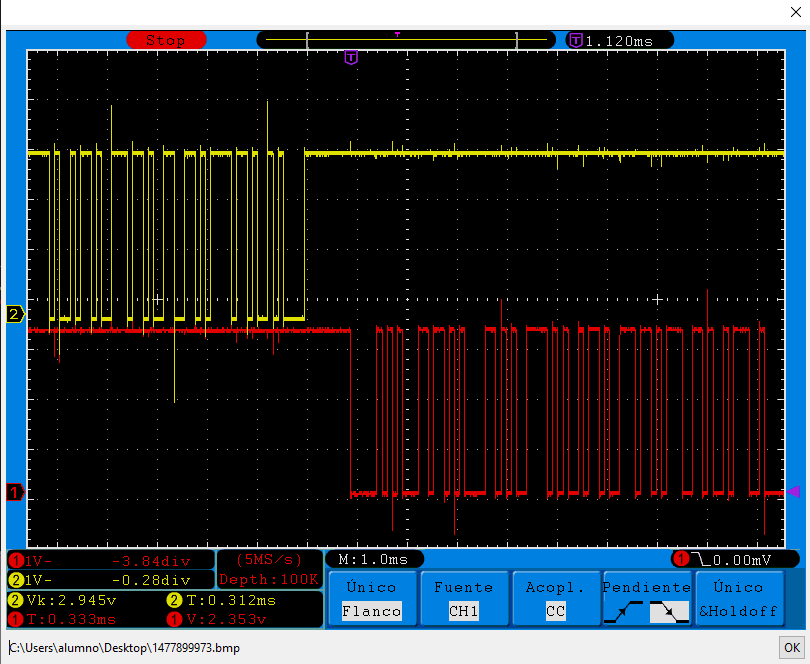 Stop
T 1.120ms
T
2
1
1 1V- -3.84div
2 1V- -0.28div
(5MS/s)
Depth:100K
M:1.0ms
1 0.00mV
2 Vk:2.945v 2 T:0.312ms
1 T:0.333ms 1 V:2.353v
Único Fuente Acopl. Pendiente Único
Flanco CH1 CC &Holdoff
C:\Users\alumno\Desktop\1477899973.bmp
OK